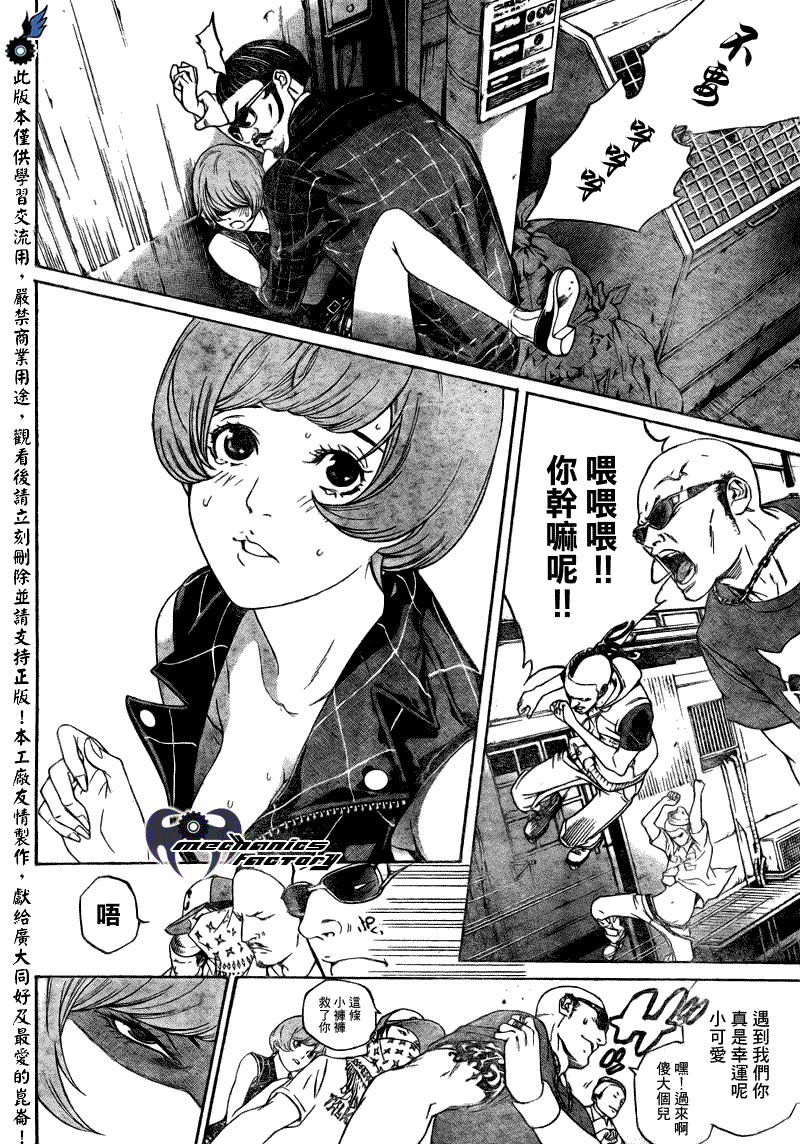 不要
呀呀呀
喂喂喂!!
你幹嘛呢!!
唔
遇到我們你
真是幸運呢
小可愛
嘿!過來啊
傻大個兒
這條
小褲褲
救了你
mechanics
factory
此版本僅供學習交流用，嚴禁商業用途，觀看後請立刻刪除並請支持正版！本工廠友情製作，獻給廣大同好及最愛的崑崙！